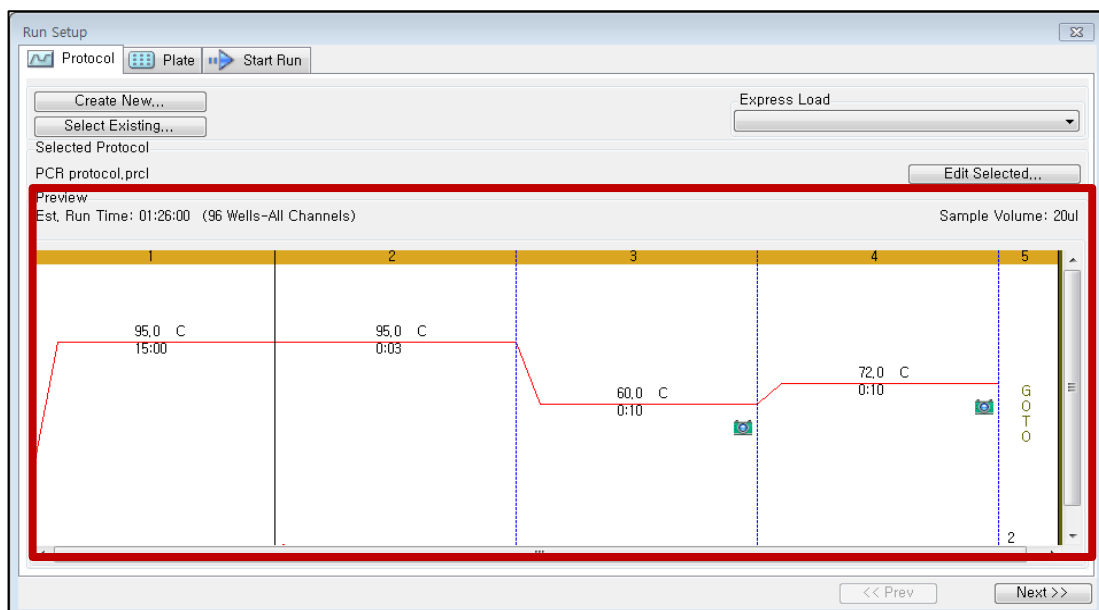 Run Setup
Protocol Plate Start Run
Create New,,,
Express Load
Select Existing,,,
Selected Protocol
PCR protocol,prcl
Edit Selected,,,
Preview
Est, Run Time: 01:26:00 (96 Wells-All Channels)
Sample Volume: 20ul
1 2 3 4 5
95,0 C
15:00
95,0 C
0:03
60,0 C
0:10
72,0 C
0:10
G
O
T
O
2
<< Prev
Next >>